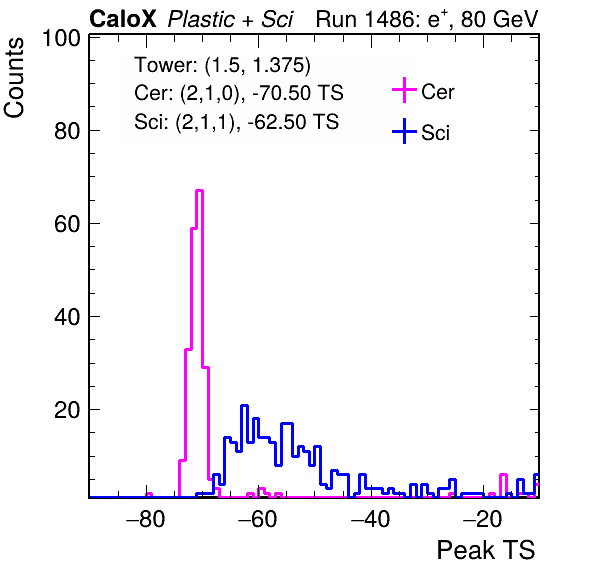 CaloX Plastic + Sci Run 1486: e⁺, 80 GeV
Counts
100
80
60
40
20
Tower: (1.5, 1.375)
Cer: (2,1,0), -70.50 TS
Sci: (2,1,1), -62.50 TS
Cer
Sci
−80 −60 −40 −20
Peak TS